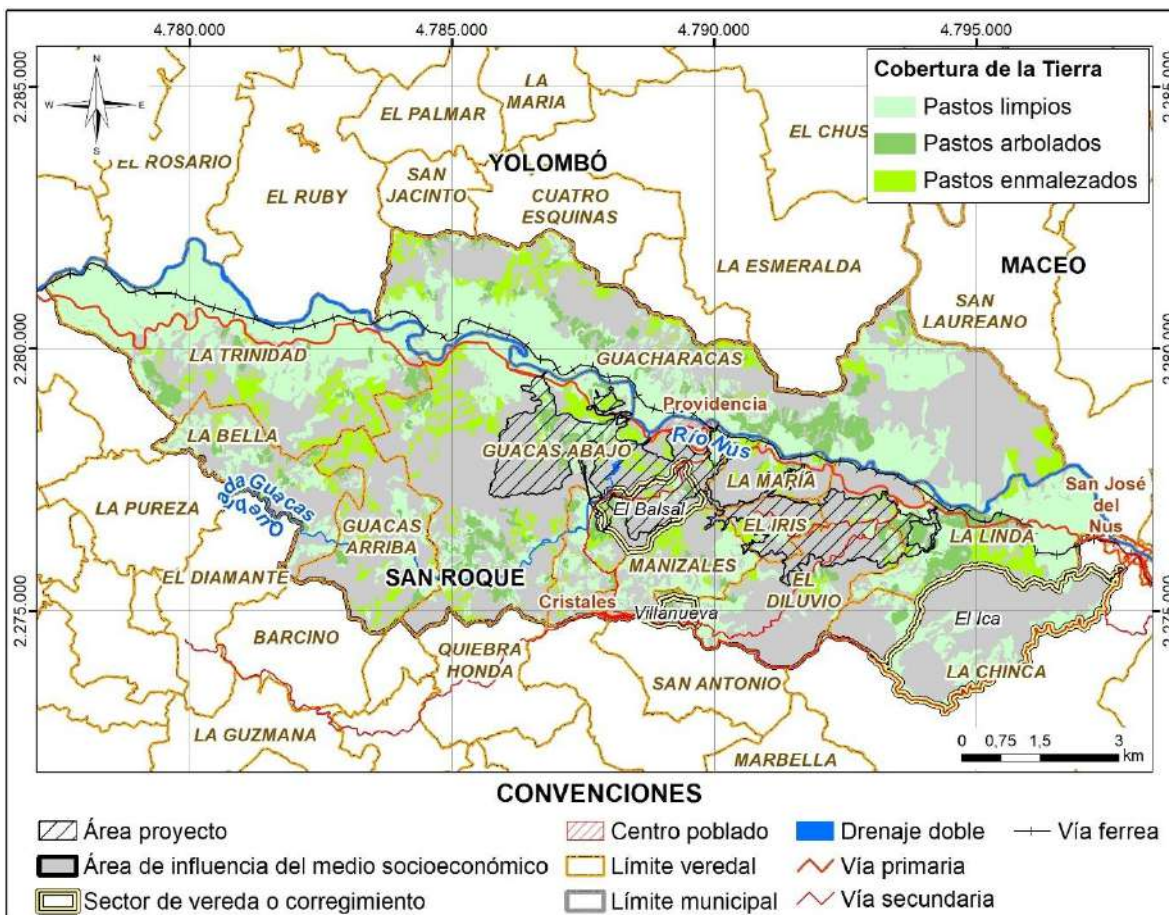 4.780.000
4.785.000
4.790.000
4.795.000
2.285.000
2.285.000
N
W E
S
Cobertura de la Tierra
Pastos limpios
Pastos arbolados
Pastos enmalezados
LA
MARIA
EL PALMAR
EL CHUS
EL ROSARIO
YOLOMBÓ
EL RUBY
SAN
JACINTO
CUATRO
ESQUINAS
LA ESMERALDA
MACEO
SAN
LAUREANO
2.280.000
2.280.000
LA TRINIDAD
GUACHARACAS
Providencia
Río Nus
LA BELLA
GUACAS ABAJO
LA MARÍA
San José
del
Nus
LA PUREZA
Quebrada Guacas
El Balsal
EL IRIS
LA LINDA
GUACAS
ARRIBA
MANIZALES
EL DIAMANTE
SAN ROQUE
EL
DILUVIO
2.275.000
2.275.000
Cristales
Villanueva
El Ica
BARCINO
QUIEBRA
HONDA
SAN ANTONIO
LA CHINCA
LA GUZMANA
MARBELLA
0 0,75 1,5 3
km
CONVENCIONES
Área proyecto
Centro poblado
Drenaje doble
Vía ferrea
Área de influencia del medio socioeconómico
Límite veredal
Vía primaria
Sector de vereda o corregimiento
Límite municipal
Vía secundaria